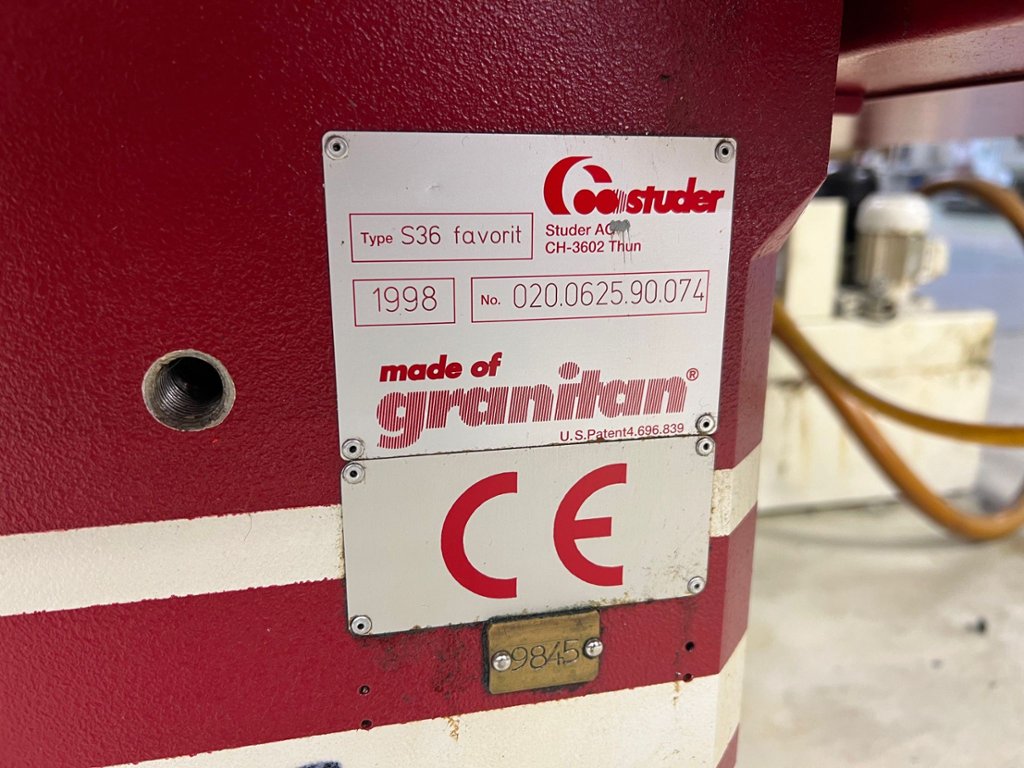 studer
Type S36 favorit
Studer AG
CH-3602 Thun
1998
No. 020.0625.90.074
made of
granitan®
U.S.Patent4.696.839
CE
9845